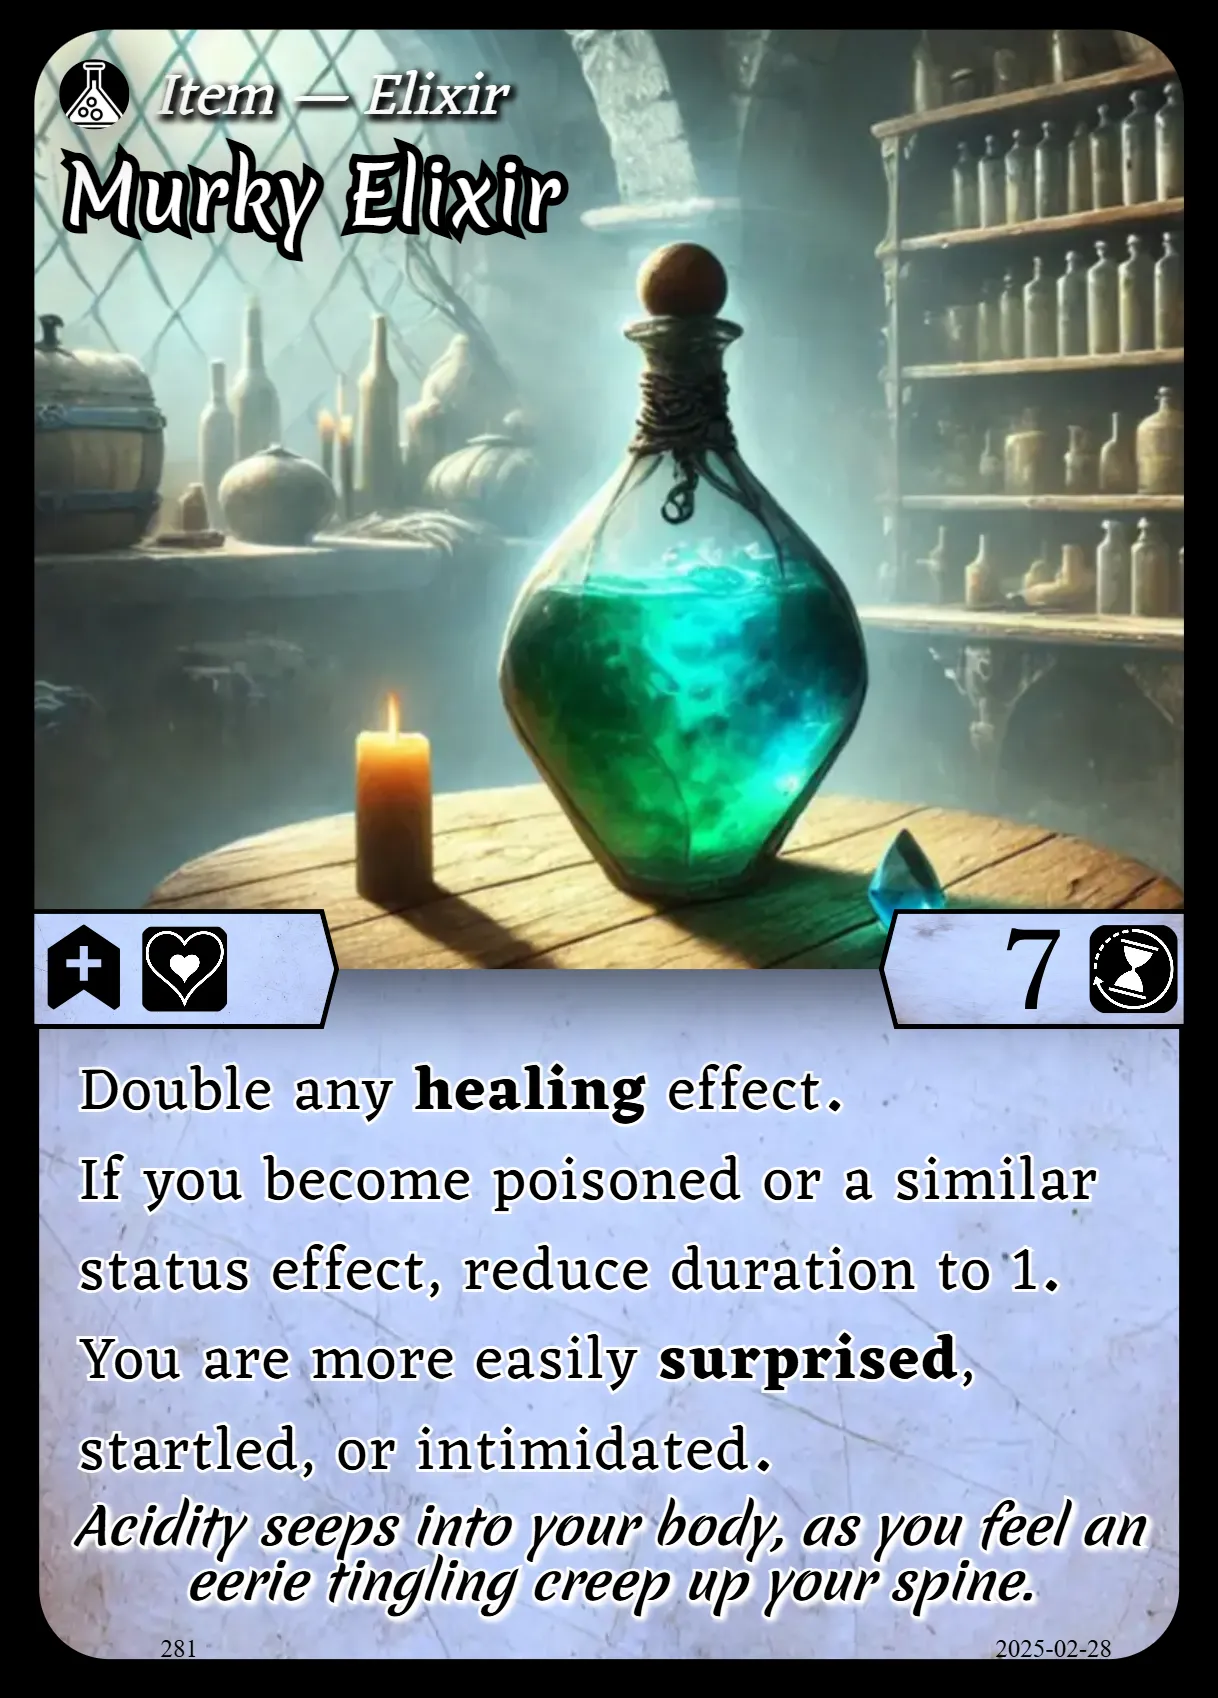 Item — Elixir
Murky Elixir
7
Double any healing effect.
If you become poisoned or a similar
status effect, reduce duration to 1.
You are more easily surprised,
startled, or intimidated.
Acidity seeps into your body, as you feel an
eerie tingling creep up your spine.
281
2025-02-28